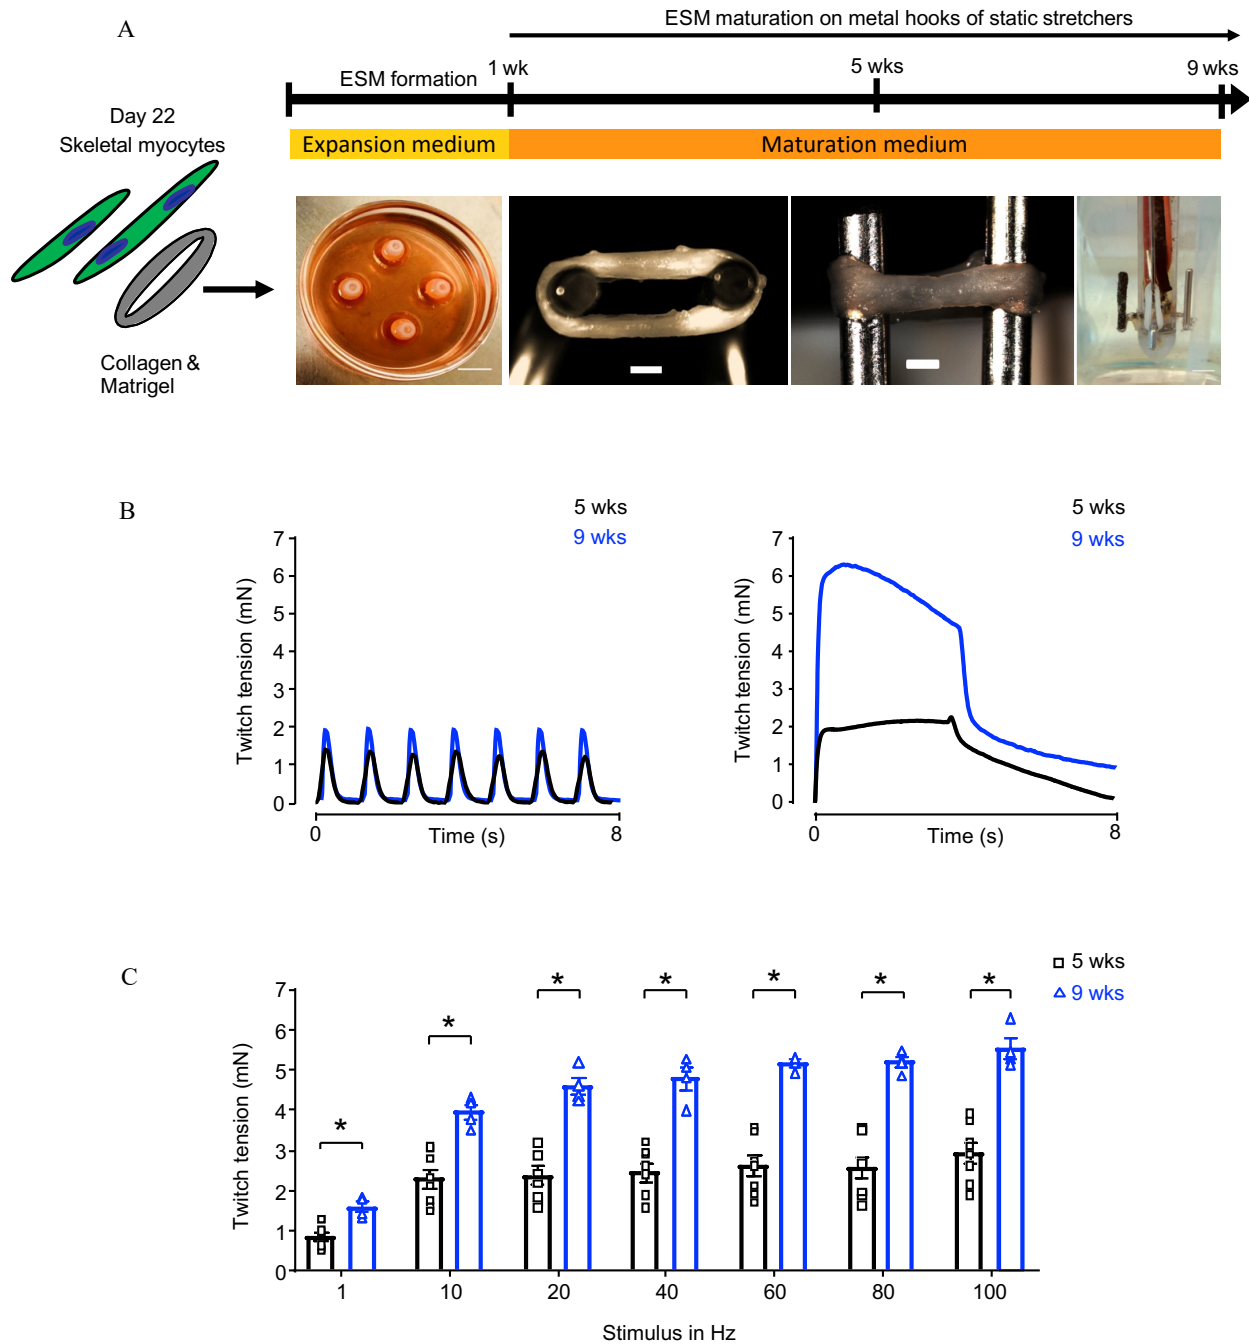 A
ESM maturation on metal hooks of static stretchers
ESM formation
1 wk
5 wks
9 wks
Day 22
Skeletal myocytes
Expansion medium
Maturation medium
Collagen &
Matrigel
B
5 wks
9 wks
7
6
5
4
3
2
1
0
Twitch tension (mN)
0
Time (s)
8
5 wks
9 wks
7
6
5
4
3
2
1
0
Twitch tension (mN)
0
Time (s)
8
C
5 wks
9 wks
7
6
5
4
3
2
1
0
Twitch tension (mN)
*
*
*
*
*
*
*
1
10
20
40
60
80
100
Stimulus in Hz